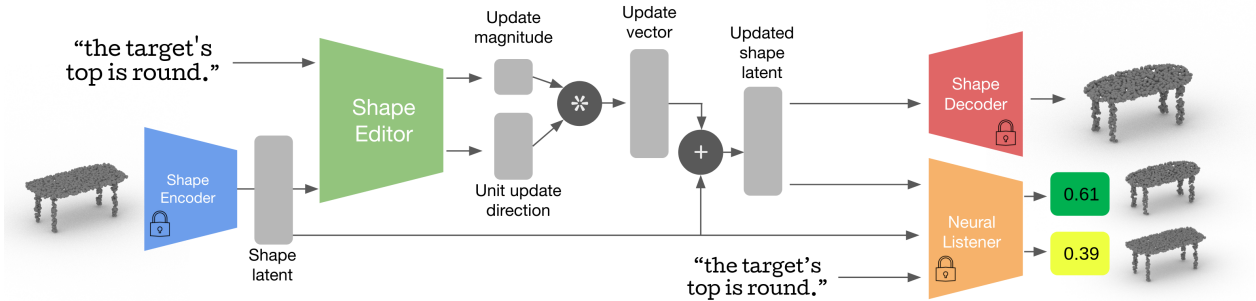 “the target's
top is round.”
Shape
Encoder
Shape
latent
Shape
Editor
Update
magnitude
Unit update
direction
*
Update
vector
+
Updated
shape
latent
Shape
Decoder
“the target’s
top is round.”
Neural
Listener
0.61
0.39